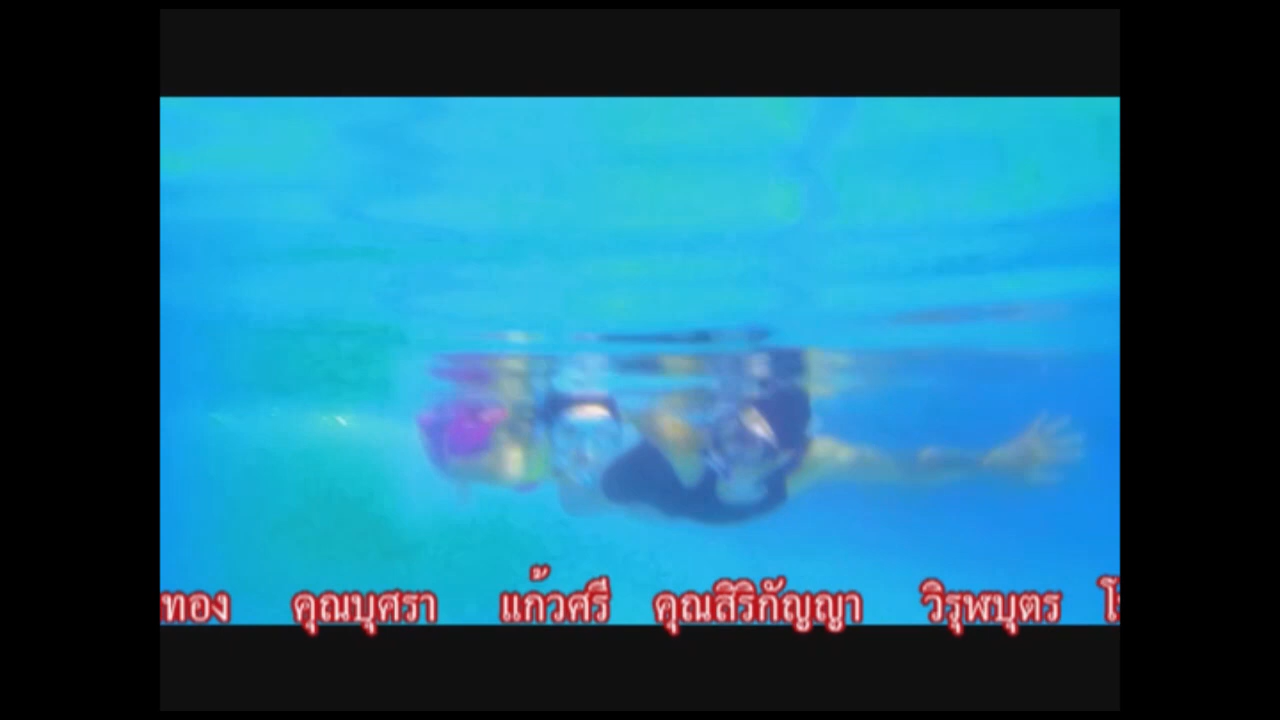 ทอง คุณบุศรา แก้วศรี คุณสิริกัญญา วิรุฬบุตร